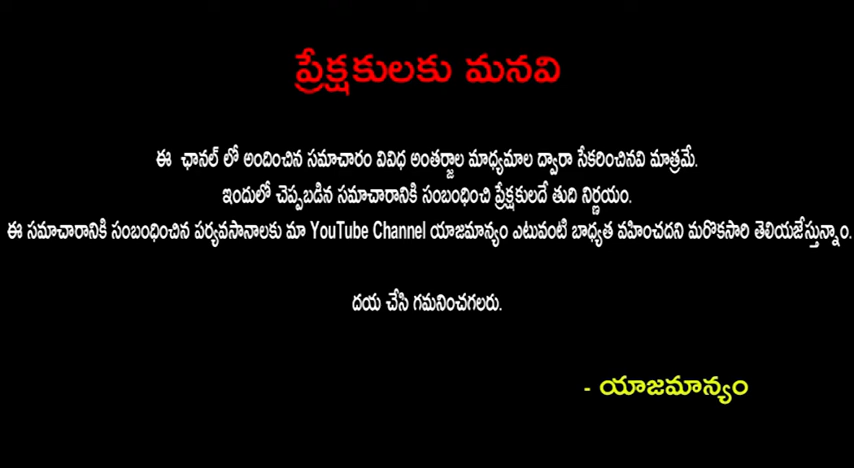 ప్రేక్షకులకు మనవి
ఈ ఛానల్ లో అందించిన సమాచారం వివిధ అంతర్జాల మాధ్యమాల ద్వారా సేకరించినవి మాత్రమే.
ఇందులో చెప్పబడిన సమాచారానికి సంబంధించి ప్రేక్షకులదే తుది నిర్ణయం.
ఈ సమాచారానికి సంబంధించిన పర్యవసానాలకు మా YouTube Channel యాజమాన్యం ఎటువంటి బాధ్యత వహించదని మరొకసారి తెలియజేస్తున్నాం.
దయ చేసి గమనించగలరు.
- యాజమాన్యం